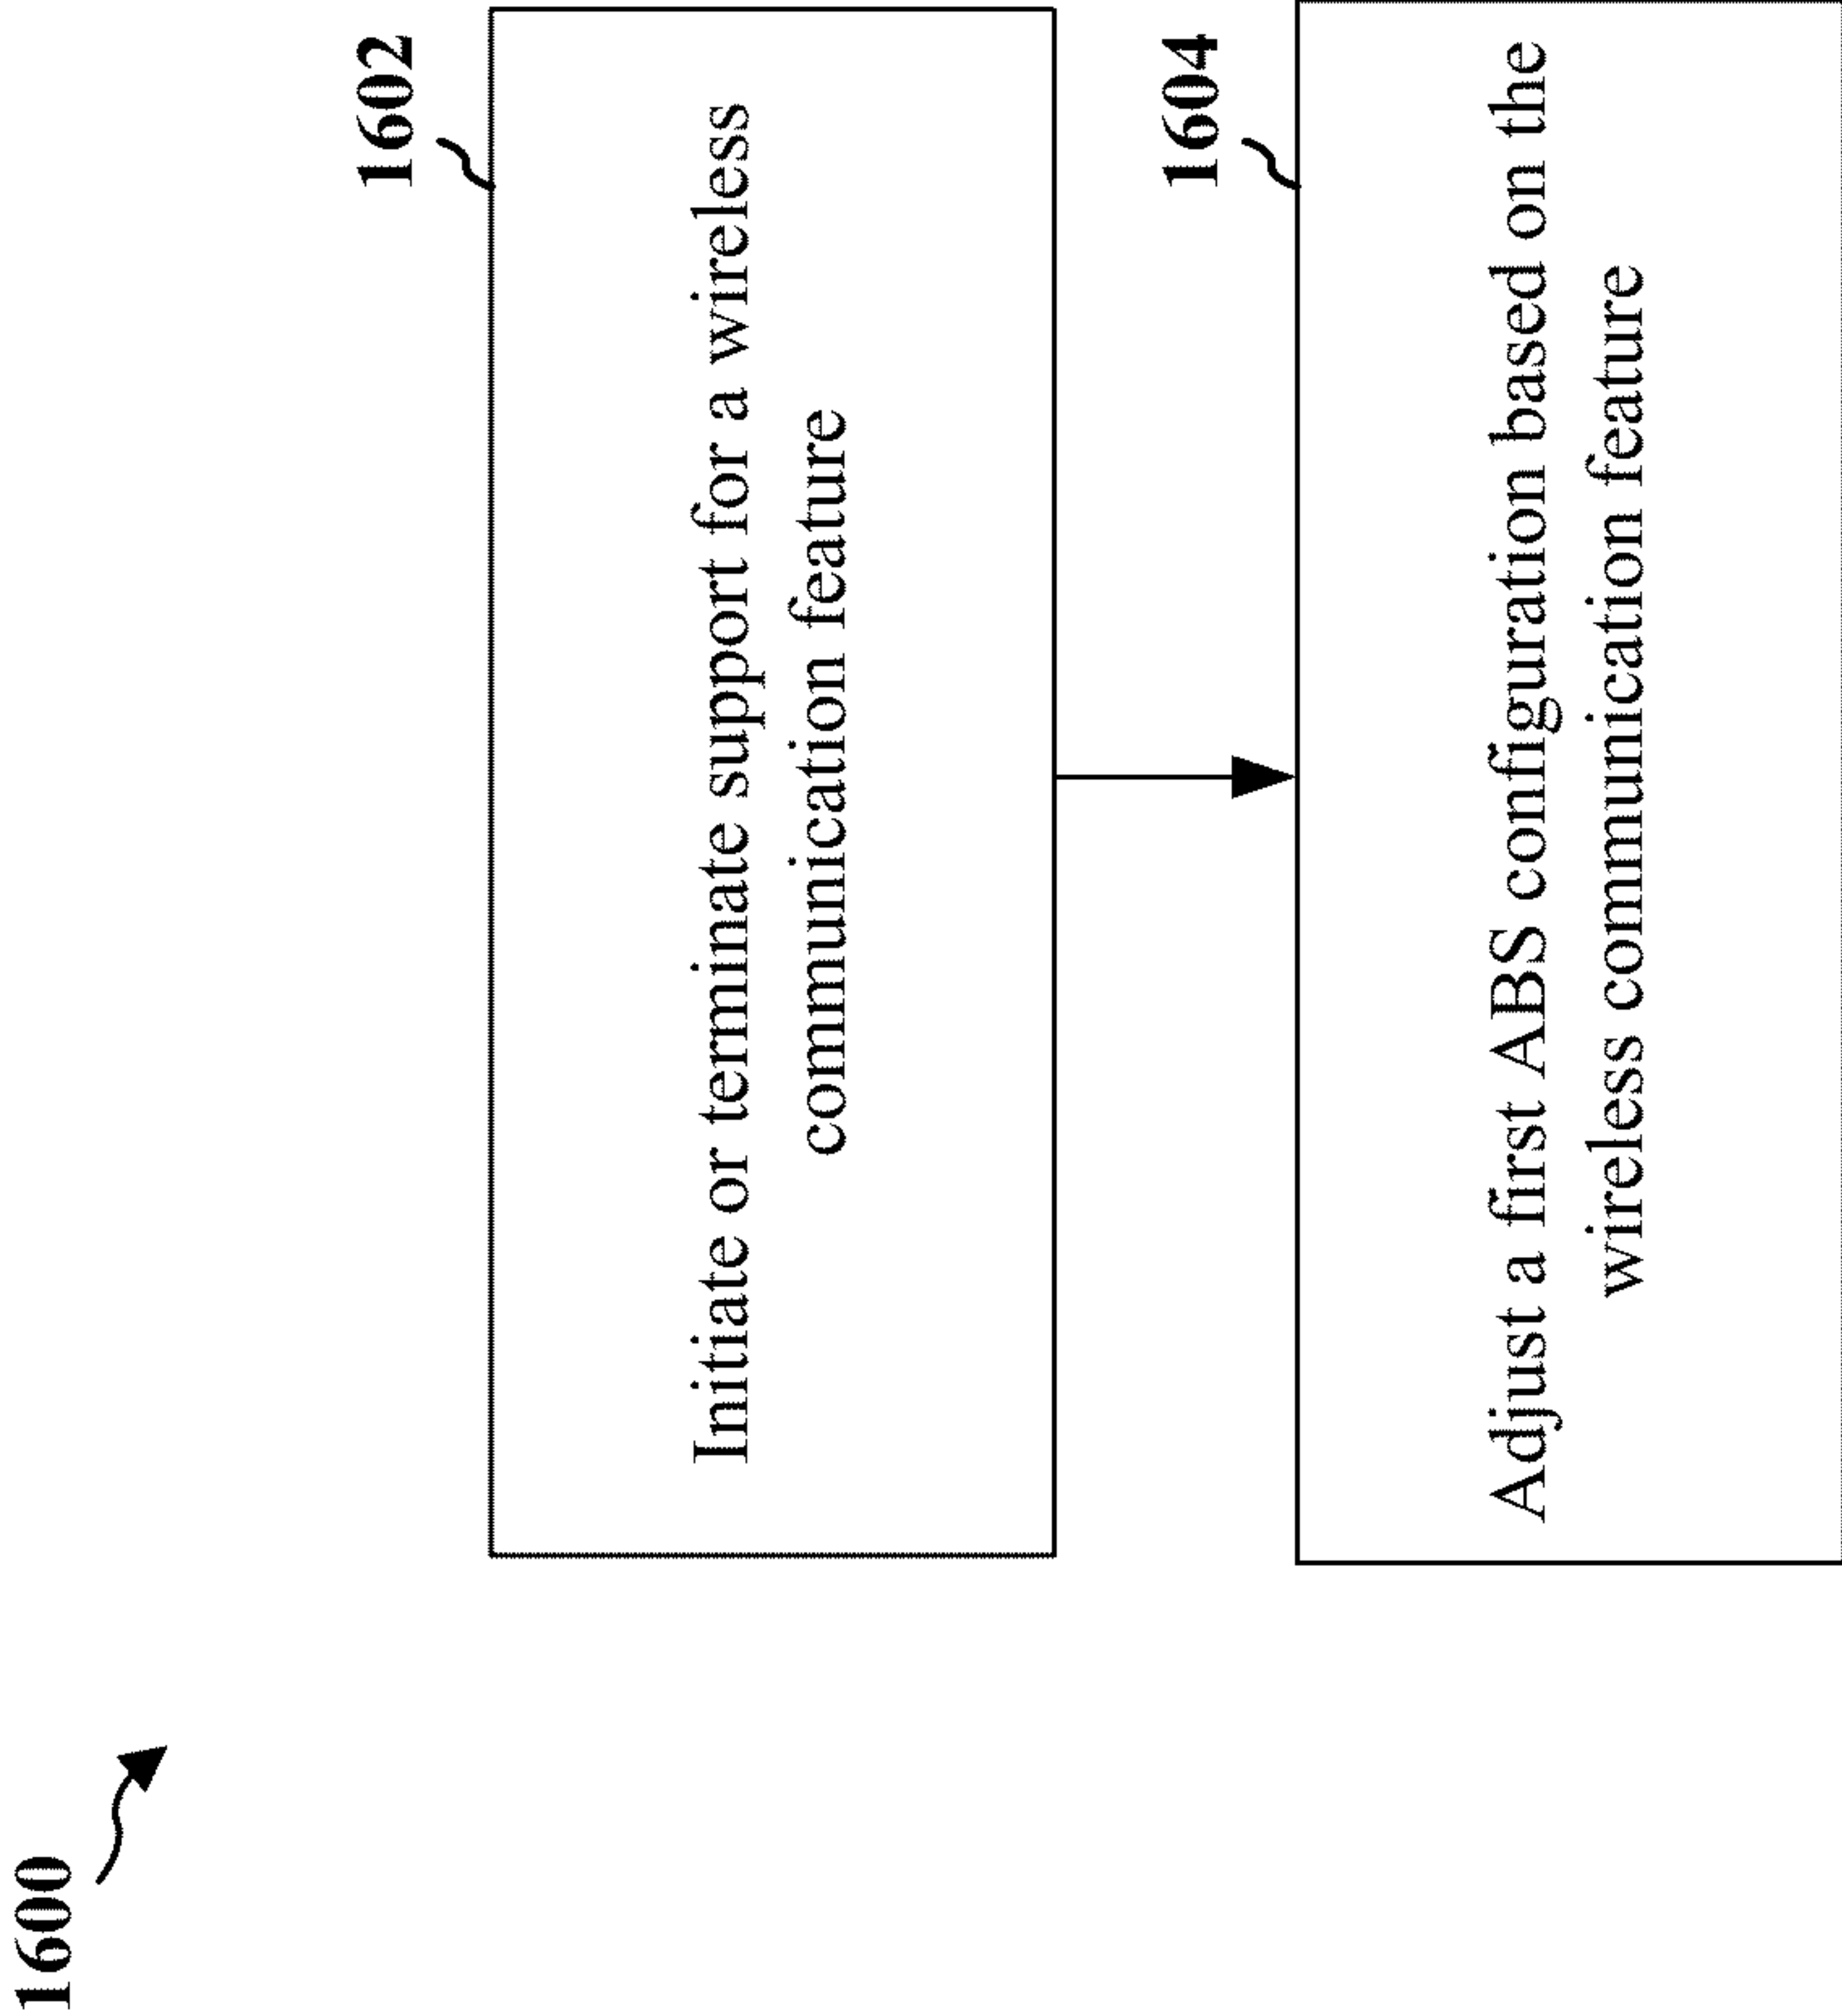 1600
1602
Initiate or terminate support for a wireless
communication feature
1604
Adjust a first ABS configuration based on the
wireless communication feature